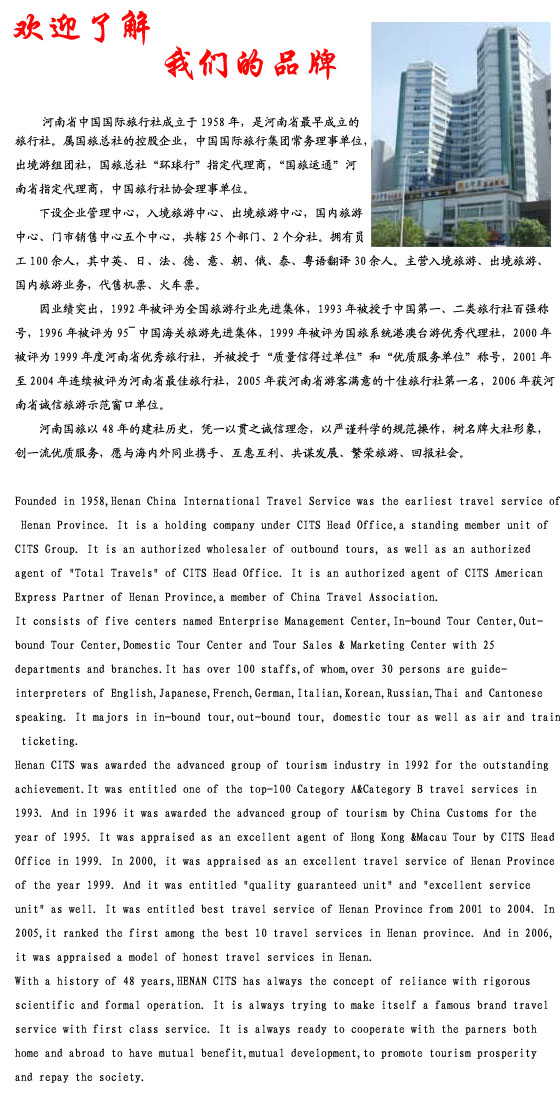 欢迎了解
我们的品牌
河南省中国国际旅行社成立于1958年，是河南省最早成立的
旅行社。属国旅总社的控股企业，中国国际旅行集团常务理事单位，
出境游组团社，国旅总社“环球行”指定代理商，“国旅运通”河
南省指定代理商，中国旅行社协会理事单位。
下设企业管理中心，入境旅游中心、出境旅游中心，国内旅游
中心、门市销售中心五个中心，共辖25个部门、2个分社。拥有员
工100余人，其中英、日、法、德、意、朝、俄、泰、粤语翻译30余人。主营入境旅游、出境旅游、
国内旅游业务，代售机票、火车票。
因业绩突出，1992年被评为全国旅游行业先进集体，1993年被授于中国第一、二类旅行社百强称
号，1996年被评为95¯中国海关旅游先进集体，1999年被评为国旅系统港澳台游优秀代理社，2000年
被评为1999年度河南省优秀旅行社，并被授于“质量信得过单位”和“优质服务单位”称号，2001年
至2004年连续被评为河南省最佳旅行社，2005年获河南省游客满意的十佳旅行社第一名，2006年获河
南省诚信旅游示范窗口单位。
河南国旅以48年的建社历史，凭一以贯之诚信理念，以严谨科学的规范操作，树名牌大社形象，
创一流优质服务，愿与海内外同业携手、互惠互利、共谋发展、繁荣旅游、回报社会。
Founded in 1958,Henan China International Travel Service was the earliest travel service of
Henan Province. It is a holding company under CITS Head Office,a standing member unit of
CITS Group. It is an authorized wholesaler of outbound tours, as well as an authorized
agent of "Total Travels" of CITS Head Office. It is an authorized agent of CITS American
Express Partner of Henan Province,a member of China Travel Association.
It consists of five centers named Enterprise Management Center,In-bound Tour Center,Out-
bound Tour Center,Domestic Tour Center and Tour Sales & Marketing Center with 25
departments and branches.It has over 100 staffs,of whom,over 30 persons are guide-
interpreters of English,Japanese,French,German,Italian,Korean,Russian,Thai and Cantonese
speaking. It majors in in-bound tour,out-bound tour, domestic tour as well as air and train
ticketing.
Henan CITS was awarded the advanced group of tourism industry in 1992 for the outstanding
achievement.It was entitled one of the top-100 Category A&Category B travel services in
1993. And in 1996 it was awarded the advanced group of tourism by China Customs for the
year of 1995. It was appraised as an excellent agent of Hong Kong &Macau Tour by CITS Head
Office in 1999. In 2000, it was appraised as an excellent travel service of Henan Province
of the year 1999. And it was entitled "quality guaranteed unit" and "excellent service
unit" as well. It was entitled best travel service of Henan Province from 2001 to 2004. In
2005,it ranked the first among the best 10 travel services in Henan province. And in 2006,
it was appraised a model of honest travel services in Henan.
With a history of 48 years,HENAN CITS has always the concept of reliance with rigorous
scientific and formal operation. It is always trying to make itself a famous brand travel
service with first class service. It is always ready to cooperate with the parners both
home and abroad to have mutual benefit,mutual development,to promote tourism prosperity
and repay the society.